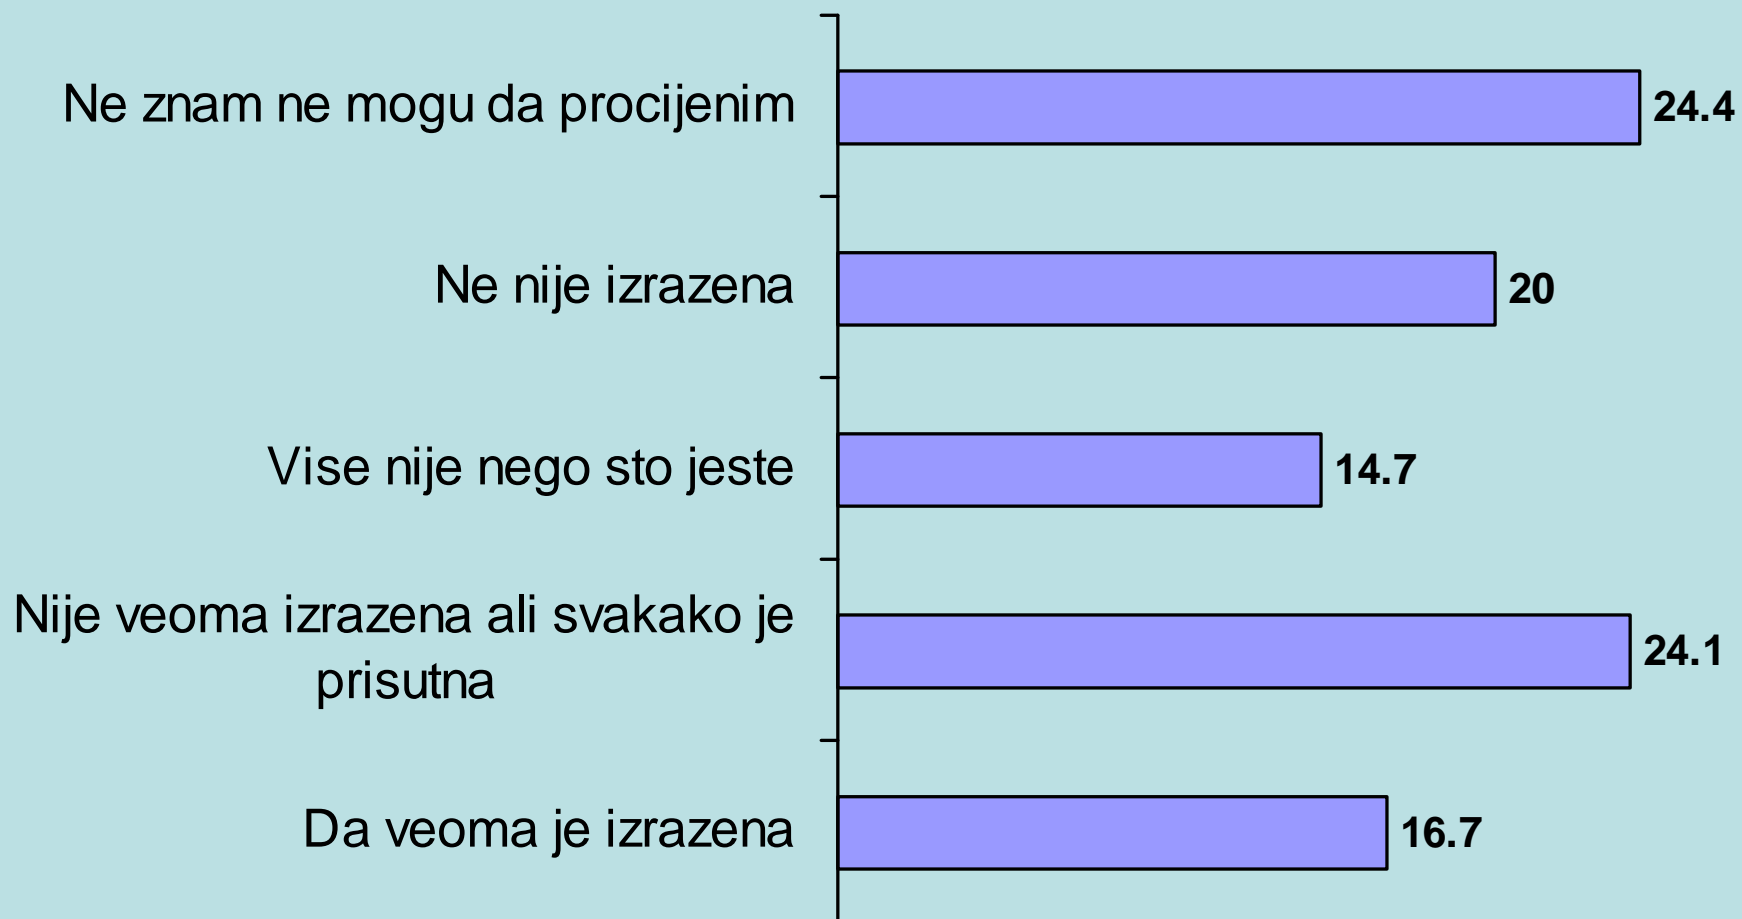 Ne znam ne mogu da procijenim
24.4
Ne nije izrazena
20
Vise nije nego sto jeste
14.7
Nije veoma izrazena ali svakako je
prisutna
24.1
Da veoma je izrazena
16.7